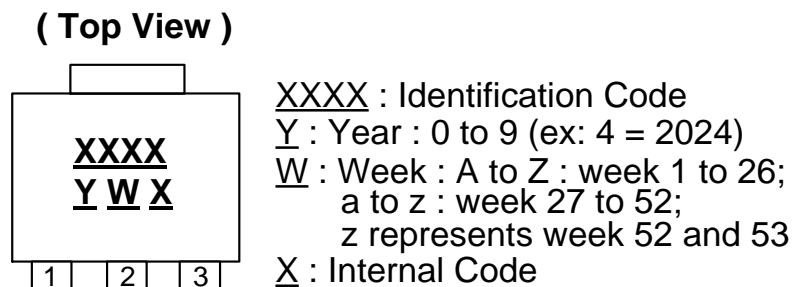 ( Top View )
XXXX
Y W X
1 2 3
XXXX : Identification Code
Y : Year : 0 to 9 (ex: 4 = 2024)
W : Week : A to Z : week 1 to 26;
a to z : week 27 to 52;
z represents week 52 and 53
X : Internal Code